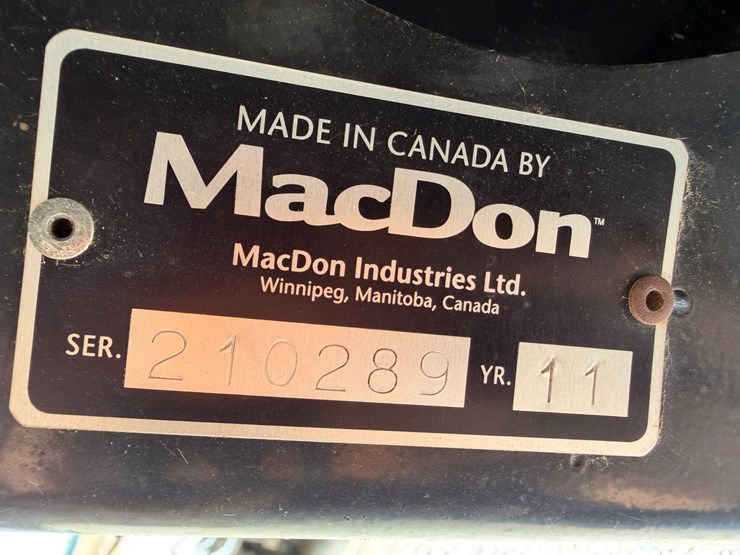 MADE IN CANADA BY
MacDon™
MacDon Industries Ltd.
Winnipeg, Manitoba, Canada
SER. 210289 YR. 11